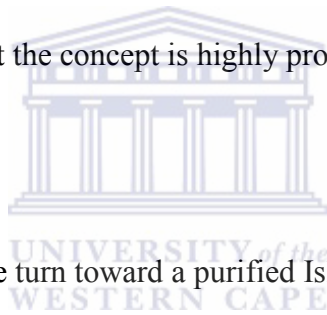 t the concept is highly pro
UNIVERSITY of the
e turn toward a purified Is
WESTERN CAPE